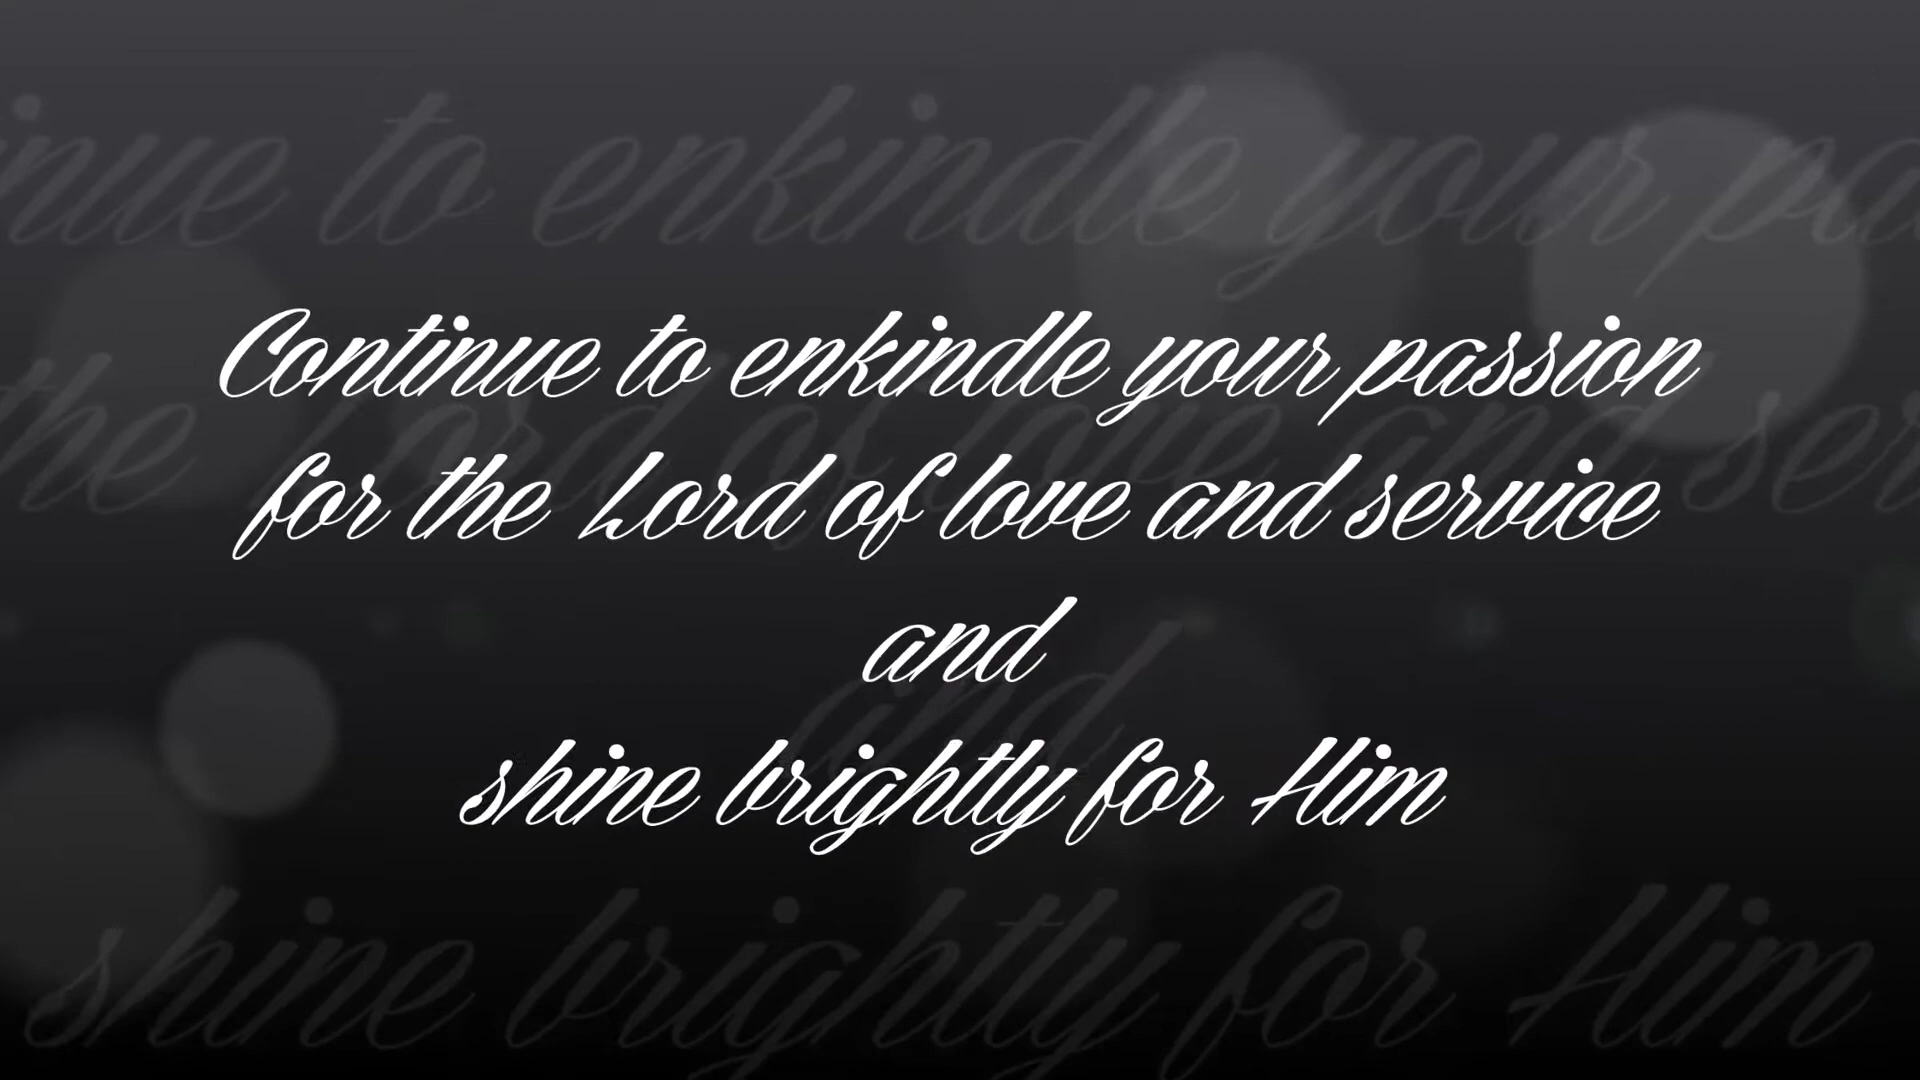 Continue to enkindle your passion
for the Lord of love and service
and
shine brightly for Him